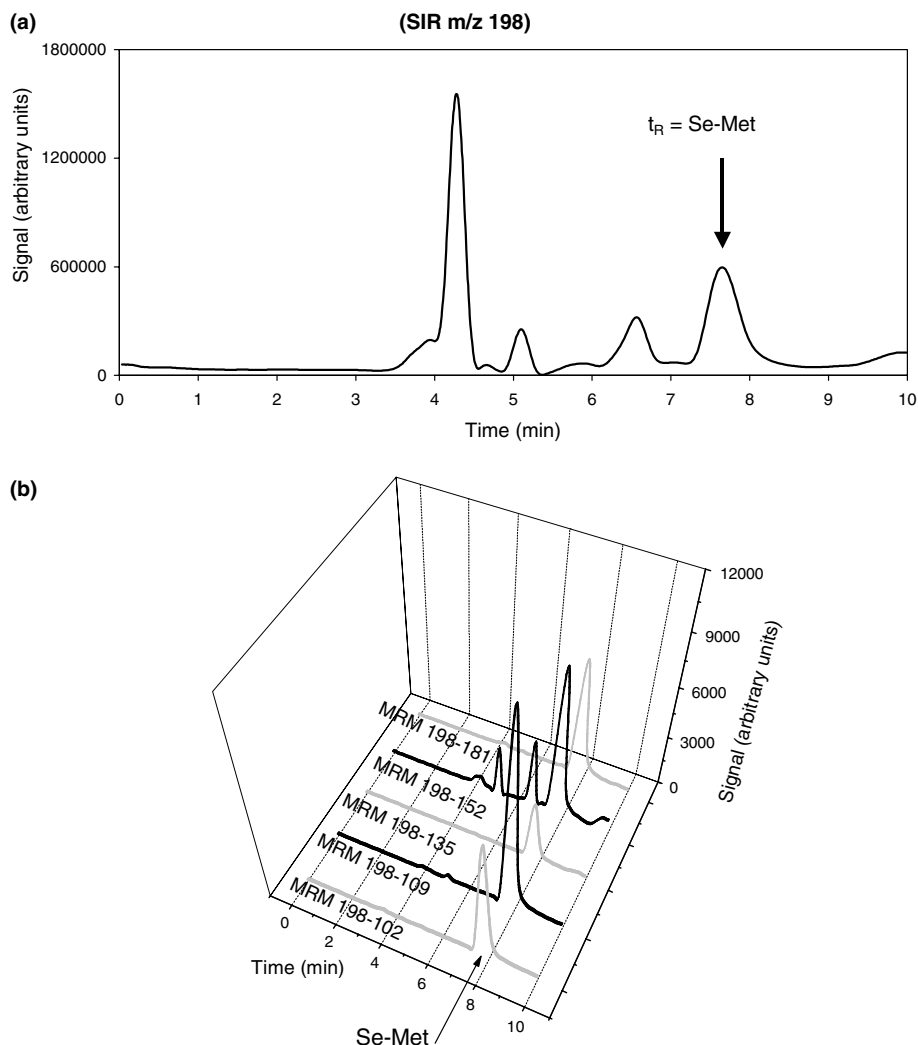 (a)
(SIR m/z 198)
1800000
1200000
600000
0
Signal (arbitrary units)
tR = Se-Met
0 1 2 3 4 5 6 7 8 9 10
Time (min)
(b)
12000
9000
6000
3000
0
Signal (arbitrary units)
MRM 198-181
MRM 198-152
MRM 198-135
MRM 198-109
MRM 198-102
0 2 4 6 8 10
Time (min)
Se-Met